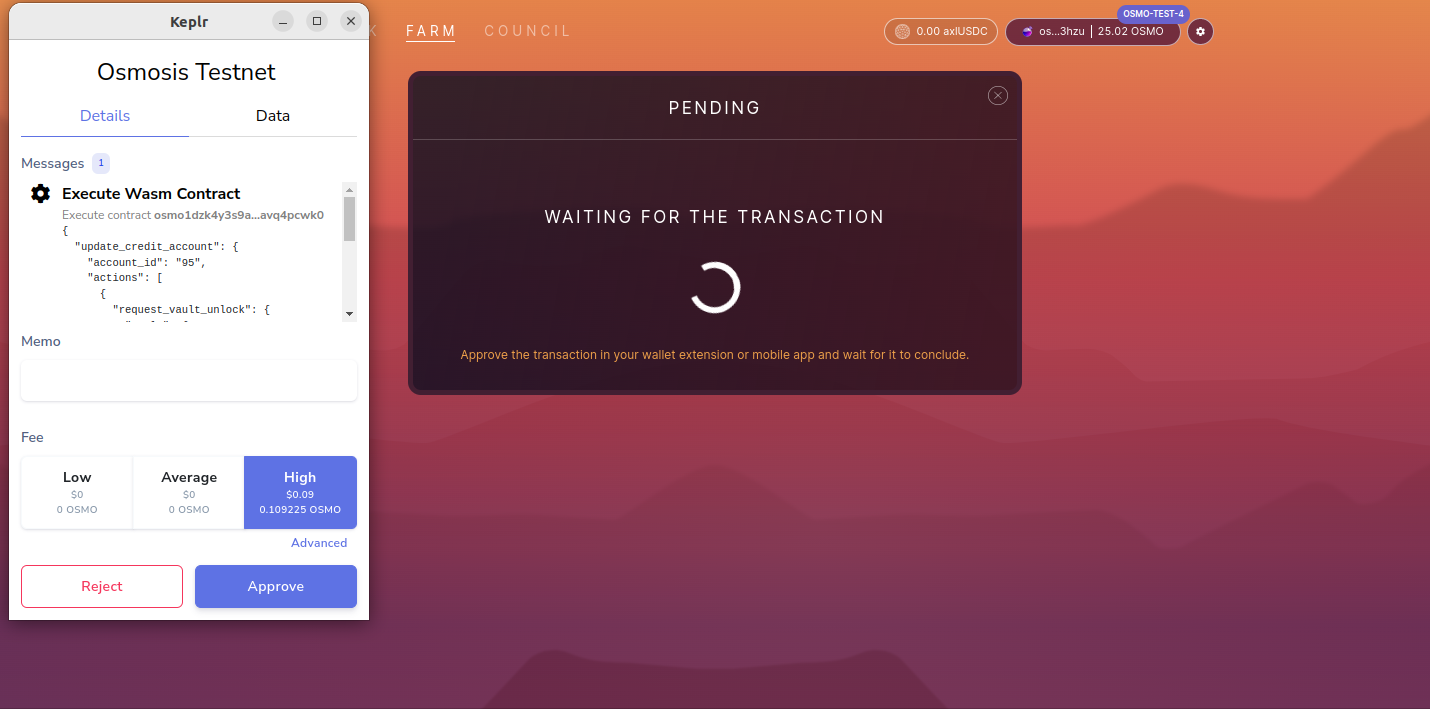 Keplr
Osmosis Testnet
Details
Data
Messages 1
Execute Wasm Contract
Execute contract osmo1dzk4y3s9a...avq4pcwk0
{
"update_credit_account": {
"account_id": "95",
"actions": [
{
"request_vault_unlock": {
Memo
Fee
Low
$0
0 OSMO
Average
$0
0 OSMO
High
$0.09
0.109225 OSMO
Advanced
Reject
Approve
FARM
COUNCIL
0.00 axlUSDC
OSMO-TEST-4
os...3hzu | 25.02 OSMO
PENDING
WAITING FOR THE TRANSACTION
Approve the transaction in your wallet extension or mobile app and wait for it to conclude.